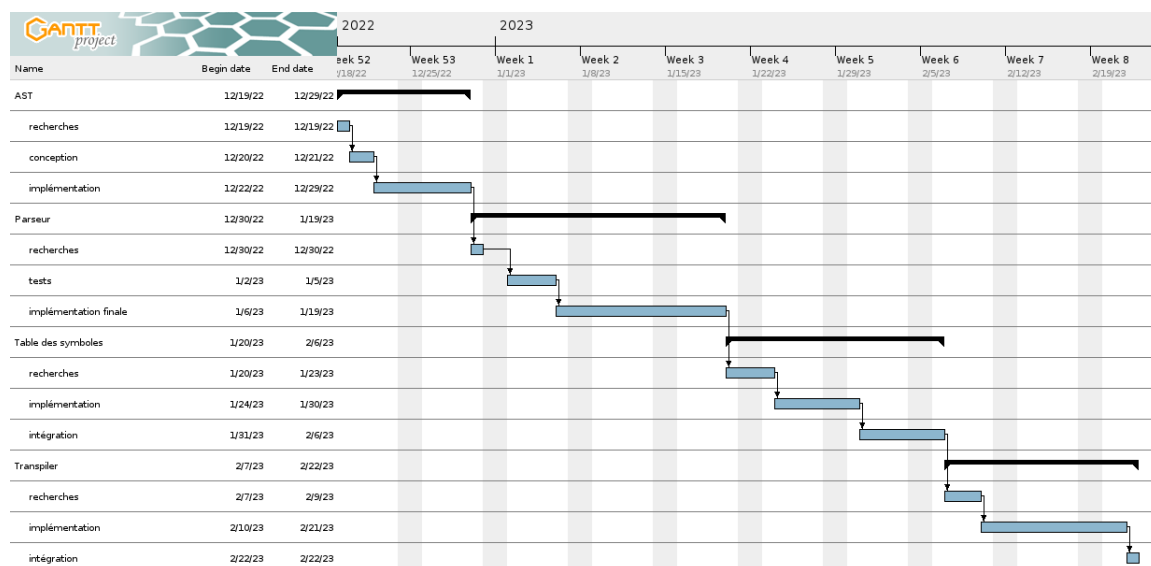 GANTT
project
2022 2023
Name Begin date End date
eek 52 Week 53 Week 1 Week 2 Week 3 Week 4 Week 5 Week 6 Week 7 Week 8
/18/22 12/25/22 1/1/23 1/8/23 1/15/23 1/22/23 1/29/23 2/5/23 2/12/23 2/19/23
AST 12/19/22 12/29/22
recherches 12/19/22 12/19/22
conception 12/20/22 12/21/22
implémentation 12/22/22 12/29/22
Parseur 12/30/22 1/19/23
recherches 12/30/22 12/30/22
tests 1/2/23 1/5/23
implémentation finale 1/6/23 1/19/23
Table des symboles 1/20/23 2/6/23
recherches 1/20/23 1/23/23
implémentation 1/24/23 1/30/23
intégration 1/31/23 2/6/23
Transpiler 2/7/23 2/22/23
recherches 2/7/23 2/9/23
implémentation 2/10/23 2/21/23
intégration 2/22/23 2/22/23